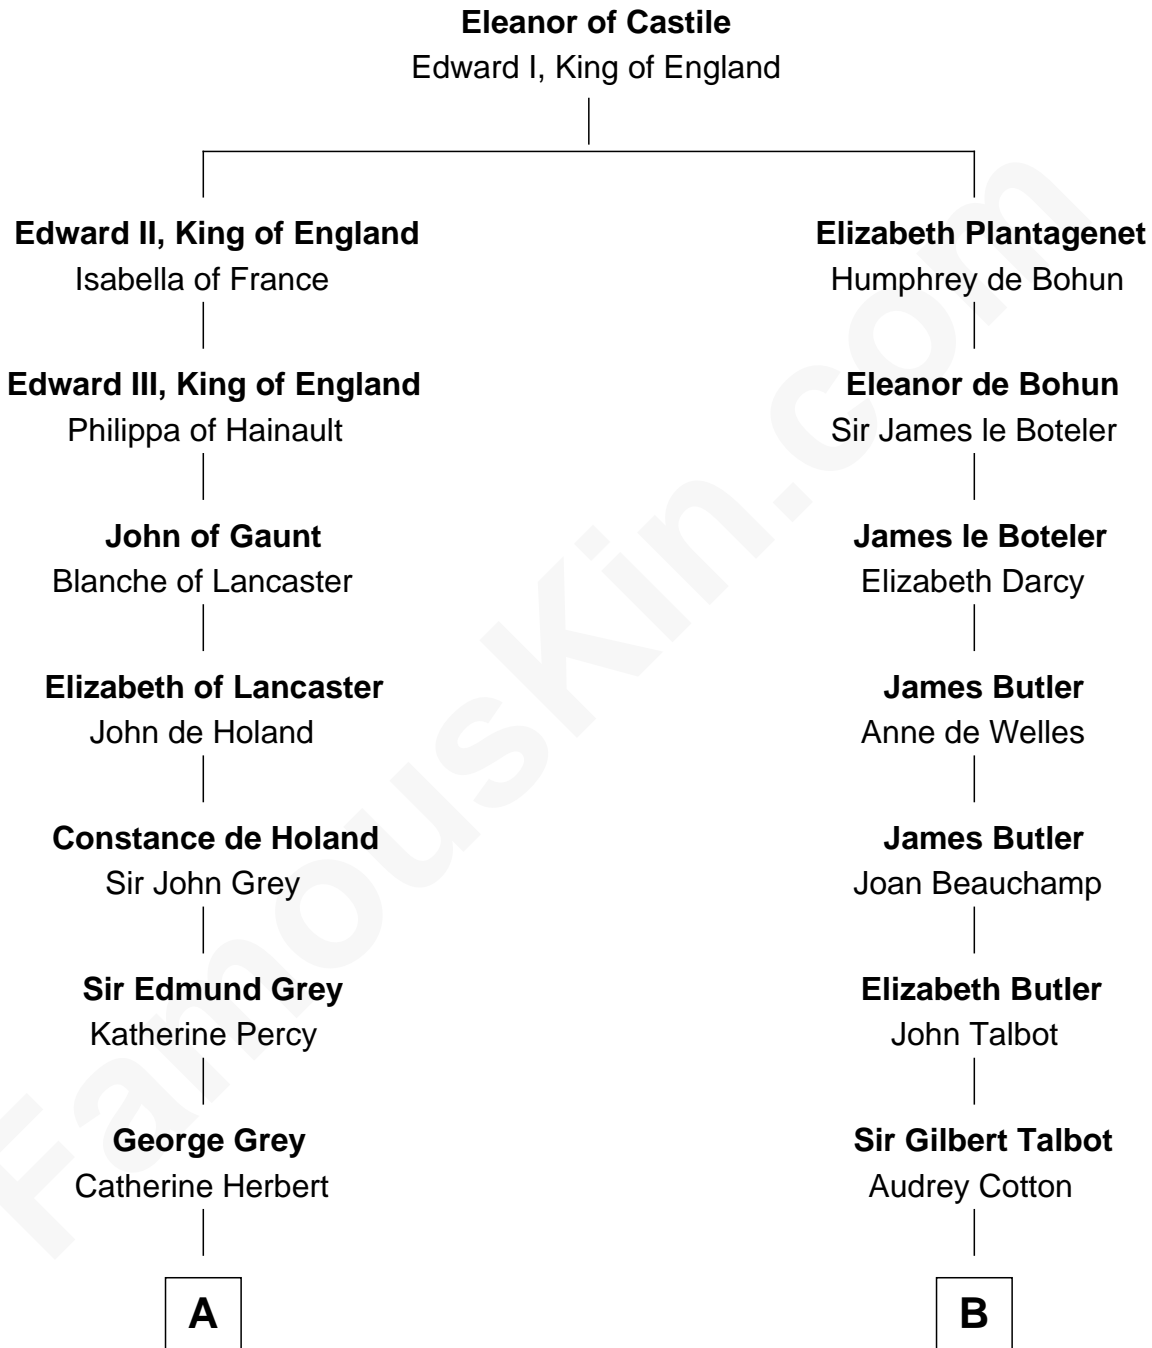 Eleanor of Castile
Edward I, King of England
Edward II, King of England
Isabella of France
Elizabeth Plantagenet
Humphrey de Bohun
Edward III, King of England
Philippa of Hainault
Eleanor de Bohun
Sir James le Boteler
John of Gaunt
Blanche of Lancaster
James le Boteler
Elizabeth Darcy
Elizabeth of Lancaster
John de Holand
James Butler
Anne de Welles
Constance de Holand
Sir John Grey
James Butler
Joan Beauchamp
Sir Edmund Grey
Katherine Percy
Elizabeth Butler
John Talbot
George Grey
Catherine Herbert
Sir Gilbert Talbot
Audrey Cotton
A
B
FamousKin.com